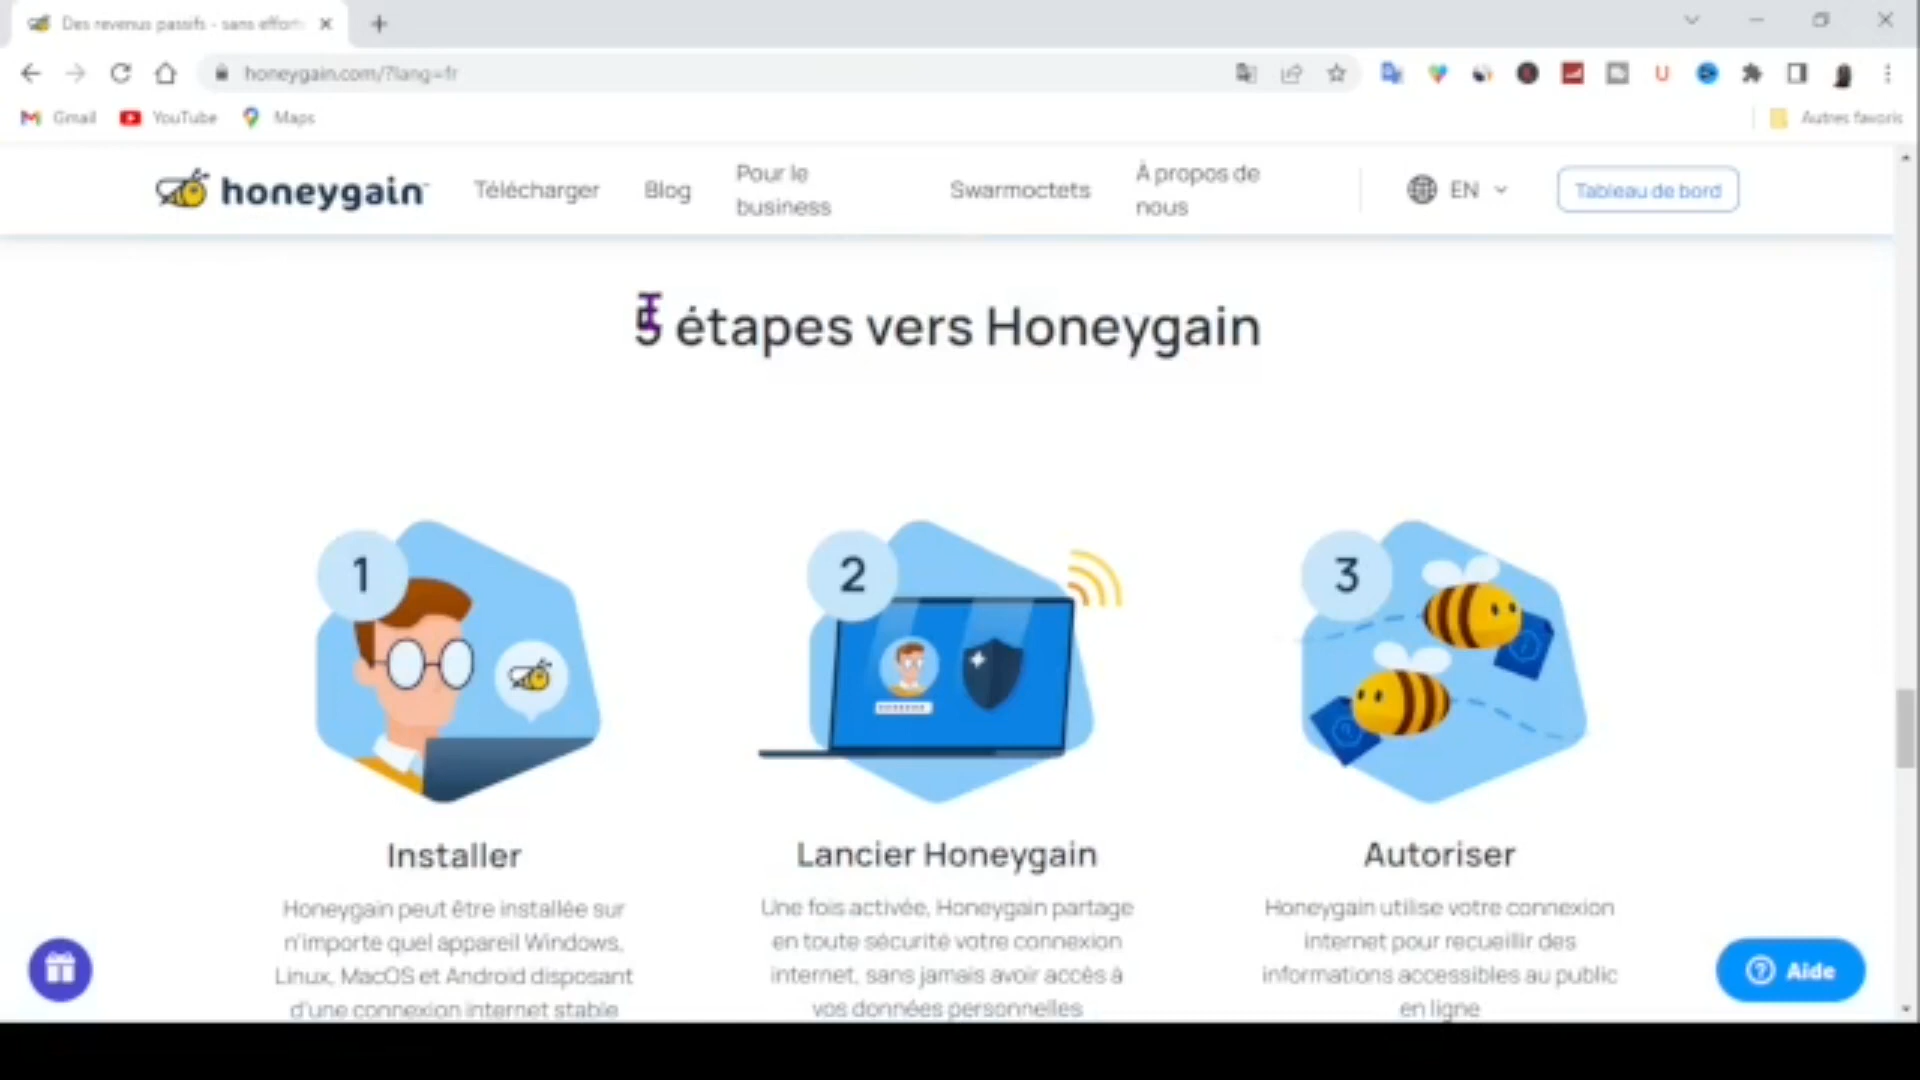 Des revenus passifs - sans effort
honeygain.com/?lang=fr
Gmail
YouTube
Maps
Autres favoris
honeygain
Télécharger
Blog
Pour le
business
Swarmoctets
À propos de
nous
EN
Tableau de bord
5 étapes vers Honeygain
1
2
3
Installer
Lancier Honeygain
Autoriser
Honeygain peut être installée sur
n'importe quel appareil Windows,
Linux, MacOS et Android disposant
d'une connexion internet stable
Une fois activée, Honeygain partage
en toute sécurité votre connexion
internet, sans jamais avoir accès à
vos données personnelles
Honeygain utilise votre connexion
internet pour recueillir des
informations accessibles au public
en ligne
Aide